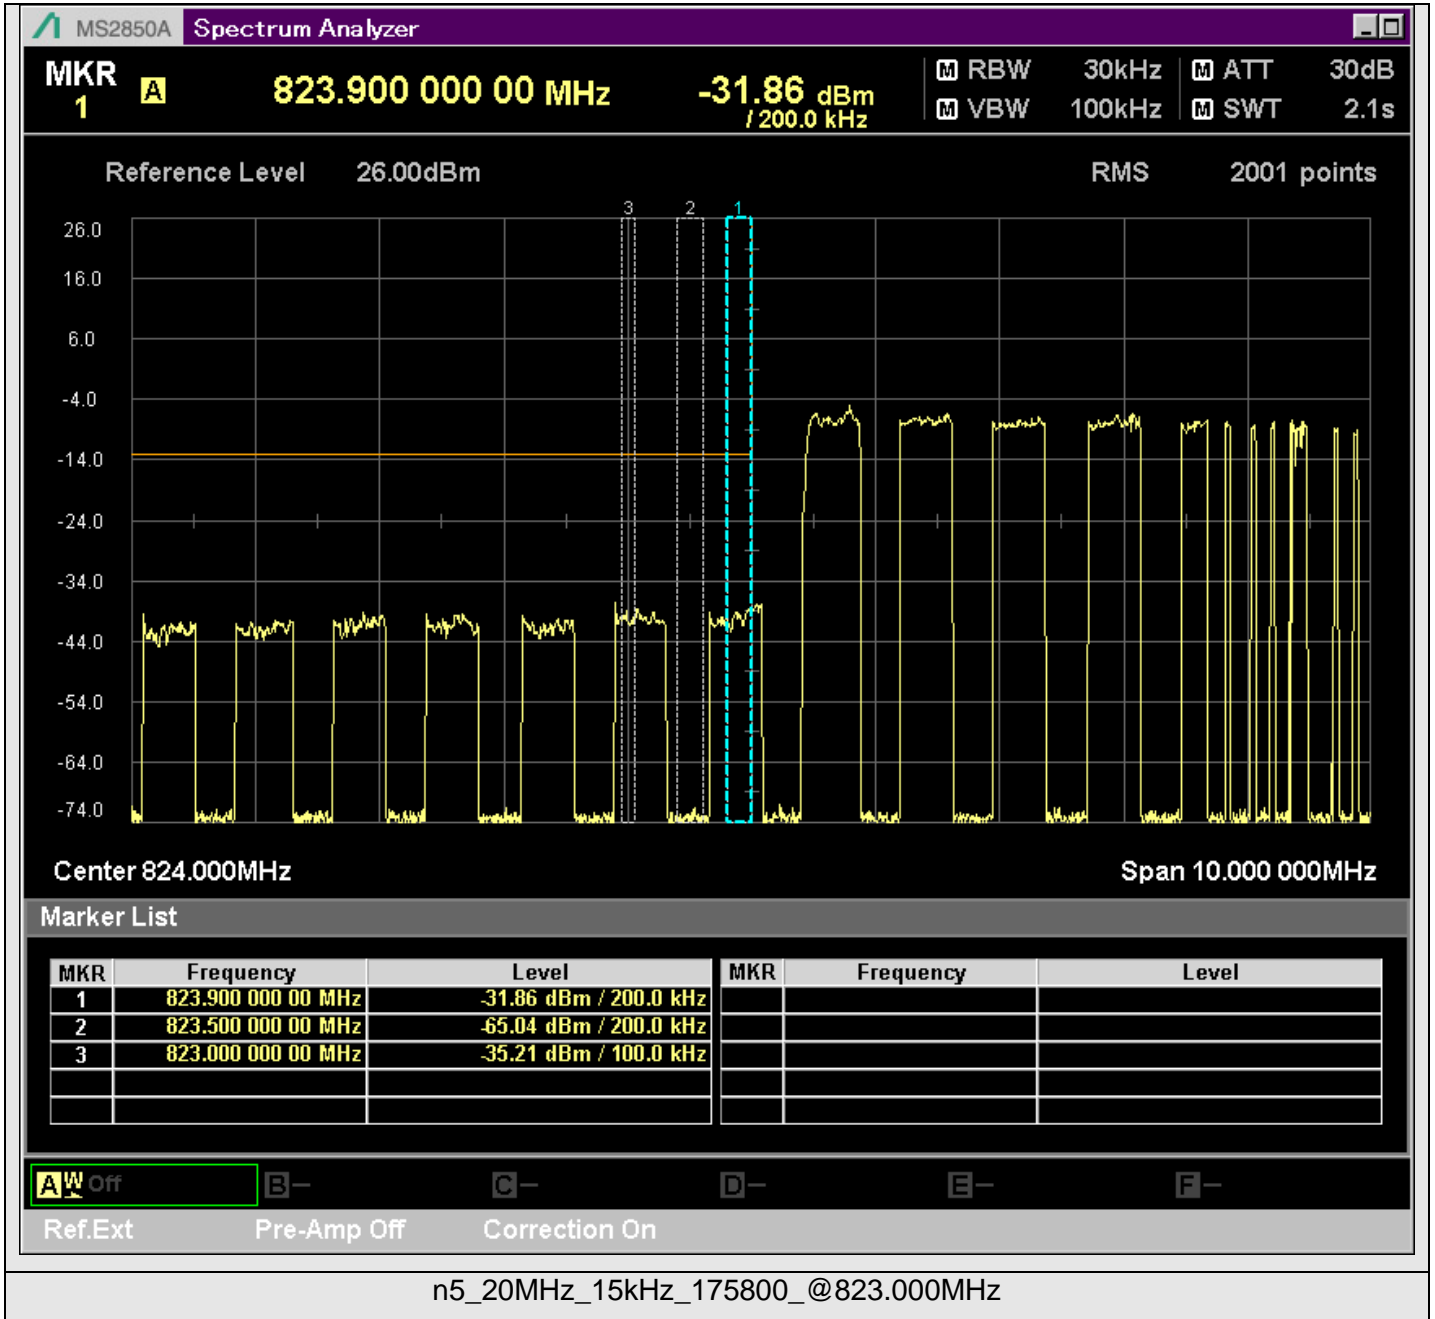 MS2850A Spectrum Analyzer
MKR 1 A 823.900 000 00 MHz -31.86 dBm / 200.0 kHz
M RBW 30kHz M ATT 30dB
M VBW 100kHz M SWT 2.1s
Reference Level 26.00dBm RMS 2001 points
3 2 1
26.0
16.0
6.0
-4.0
-14.0
-24.0
-34.0
-44.0
-54.0
-64.0
-74.0
Center 824.000MHz Span 10.000 000MHz
Marker List
MKR Frequency Level MKR Frequency Level
1 823.900 000 00 MHz -31.86 dBm / 200.0 kHz
2 823.500 000 00 MHz -65.04 dBm / 200.0 kHz
3 823.000 000 00 MHz -35.21 dBm / 100.0 kHz
A W Off B — C — D — E — F —
Ref.Ext Pre-Amp Off Correction On
n5_20MHz_15kHz_175800_@823.000MHz